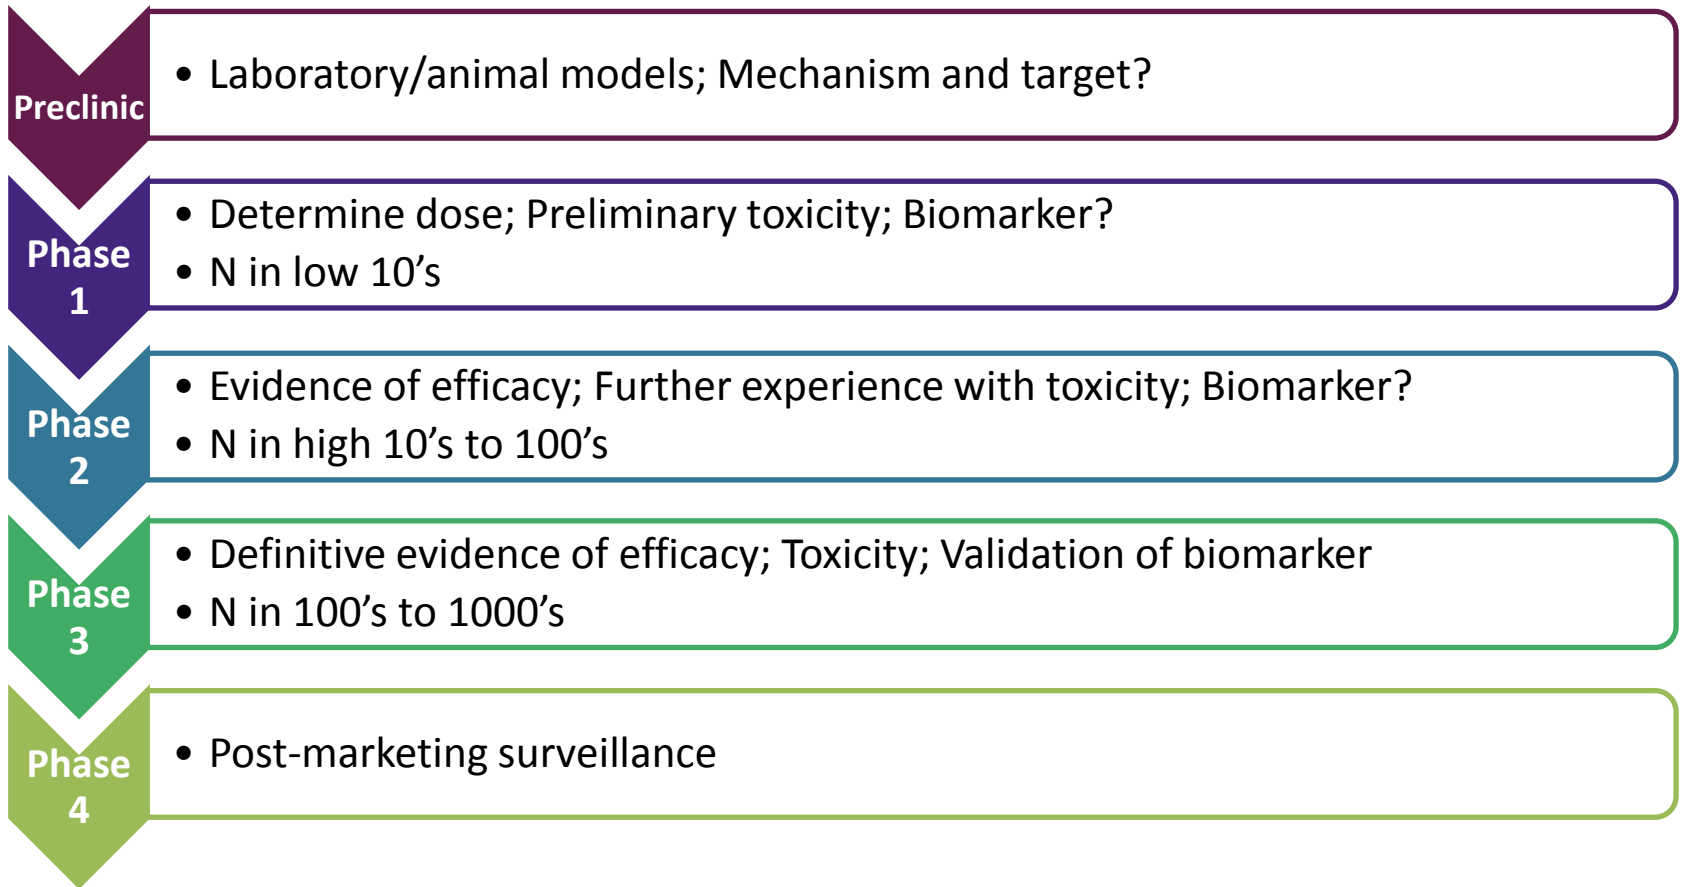 Preclinic
• Laboratory/animal models; Mechanism and target?
Phase
1
• Determine dose; Preliminary toxicity; Biomarker?
• N in low 10’s
Phase
2
• Evidence of efficacy; Further experience with toxicity; Biomarker?
• N in high 10’s to 100’s
Phase
3
• Definitive evidence of efficacy; Toxicity; Validation of biomarker
• N in 100’s to 1000’s
Phase
4
• Post-marketing surveillance